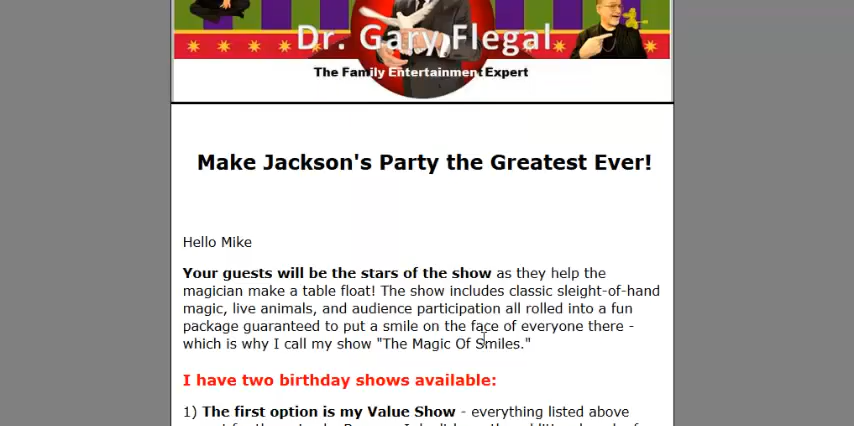 Dr. Gary Flegal
The Family Entertainment Expert
Make Jackson's Party the Greatest Ever!
Hello Mike
Your guests will be the stars of the show as they help the
magician make a table float! The show includes classic sleight-of-hand
magic, live animals, and audience participation all rolled into a fun
package guaranteed to put a smile on the face of everyone there -
which is why I call my show "The Magic Of Smiles."
I have two birthday shows available:
1) The first option is my Value Show - everything listed above